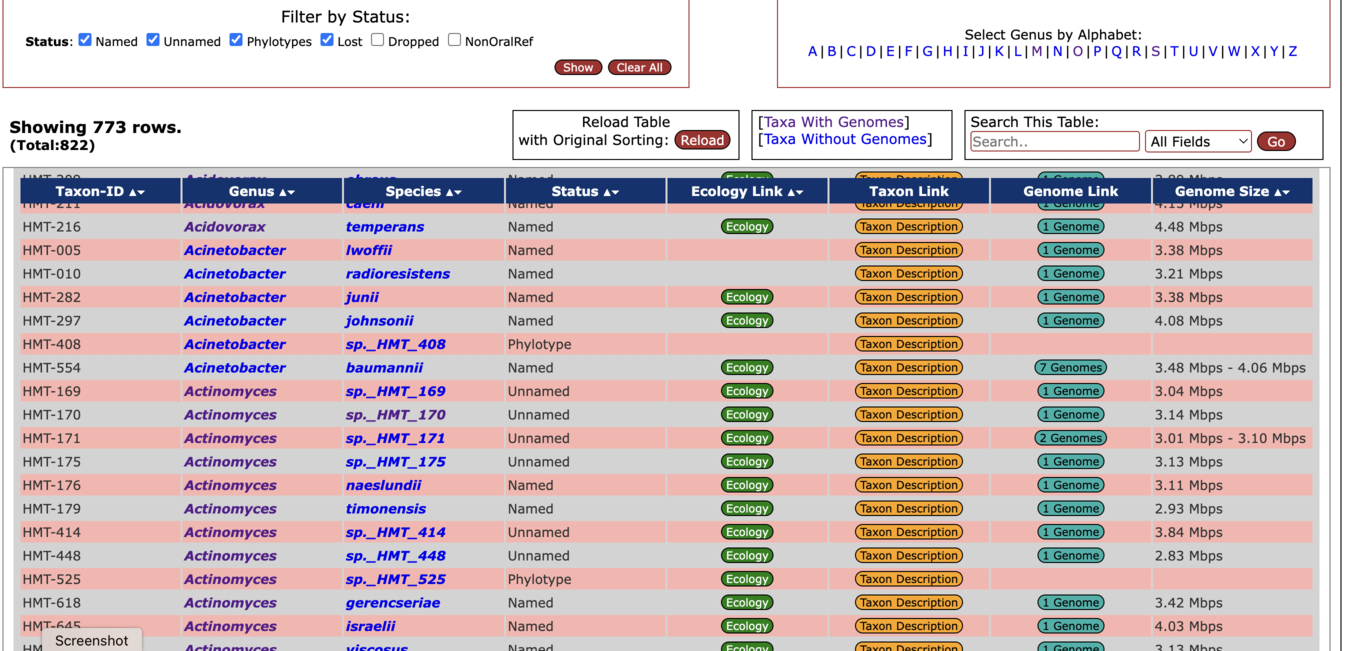 Filter by Status:
Status: Named Unnamed Phylotypes Lost Dropped NonOralRef
Show Clear All
Select Genus by Alphabet:
A|B|C|D|E|F|G|H|I|J|K|L|M|N|O|P|Q|R|S|T|U|V|W|X|Y|Z
Showing 773 rows.
(Total:822)
Reload Table
with Original Sorting: Reload
[Taxa With Genomes]
[Taxa Without Genomes]
Search This Table:
Search.. All Fields Go
Taxon-ID Genus Species Status Ecology Link Taxon Link Genome Link Genome Size
HMT-211 Acidovorax caeni Named Taxon Description 1 Genome 4.15 Mbps
HMT-216 Acidovorax temperans Named Ecology Taxon Description 1 Genome 4.48 Mbps
HMT-005 Acinetobacter lwoffii Named Taxon Description 1 Genome 3.38 Mbps
HMT-010 Acinetobacter radioresistens Named Taxon Description 1 Genome 3.21 Mbps
HMT-282 Acinetobacter junii Named Ecology Taxon Description 1 Genome 3.38 Mbps
HMT-297 Acinetobacter johnsonii Named Ecology Taxon Description 1 Genome 4.08 Mbps
HMT-408 Acinetobacter sp._HMT_408 Phylotype Taxon Description
HMT-554 Acinetobacter baumannii Named Ecology Taxon Description 7 Genomes 3.48 Mbps - 4.06 Mbps
HMT-169 Actinomyces sp._HMT_169 Unnamed Ecology Taxon Description 1 Genome 3.04 Mbps
HMT-170 Actinomyces sp._HMT_170 Unnamed Ecology Taxon Description 1 Genome 3.14 Mbps
HMT-171 Actinomyces sp._HMT_171 Unnamed Ecology Taxon Description 2 Genomes 3.01 Mbps - 3.10 Mbps
HMT-175 Actinomyces sp._HMT_175 Unnamed Ecology Taxon Description 1 Genome 3.13 Mbps
HMT-176 Actinomyces naeslundii Named Ecology Taxon Description 1 Genome 3.11 Mbps
HMT-179 Actinomyces timonensis Named Ecology Taxon Description 1 Genome 2.93 Mbps
HMT-414 Actinomyces sp._HMT_414 Unnamed Ecology Taxon Description 1 Genome 3.84 Mbps
HMT-448 Actinomyces sp._HMT_448 Unnamed Ecology Taxon Description 1 Genome 2.83 Mbps
HMT-525 Actinomyces sp._HMT_525 Phylotype Ecology Taxon Description
HMT-618 Actinomyces gerencseriae Named Ecology Taxon Description 1 Genome 3.42 Mbps
HMT-645 Actinomyces israelii Named Ecology Taxon Description 1 Genome 4.03 Mbps
Actinomyces viscosus Named Ecology Taxon Description 1 Genome 3.13 Mbps
Screenshot